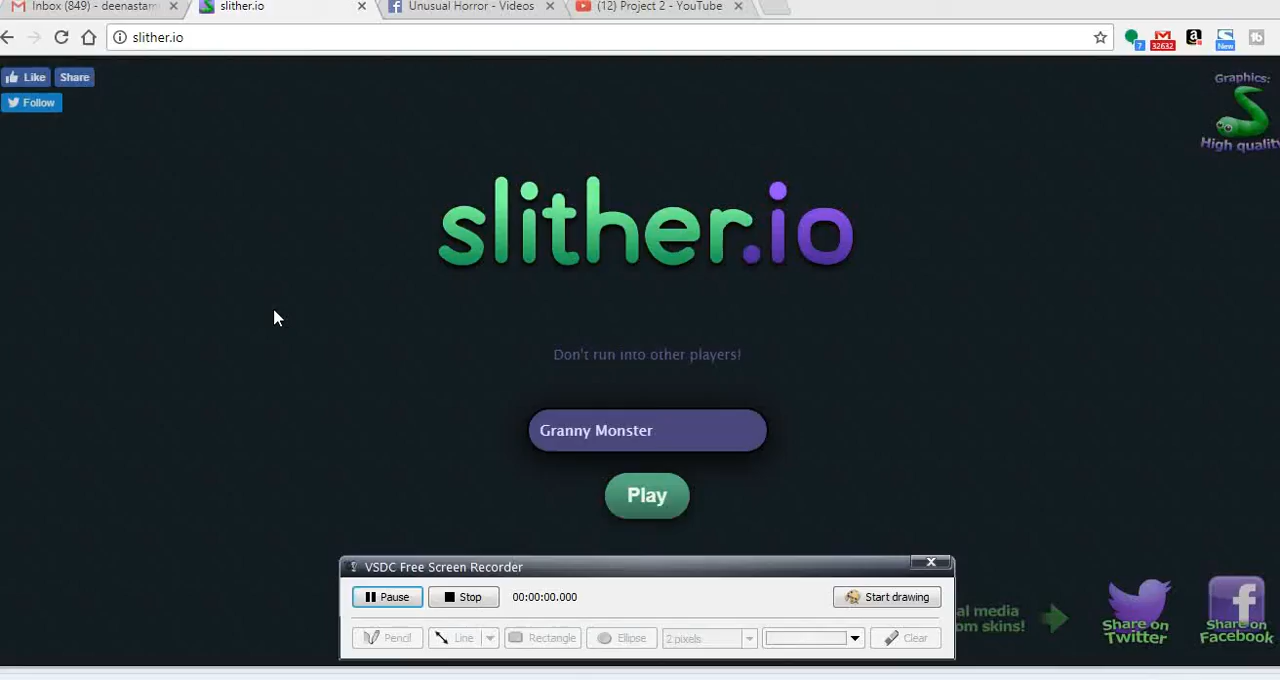 Inbox (849) - deenastam
slither.io
Unusual Horror - Videos
(12) Project 2 - YouTube
slither.io
7
32632
New
Like Share
Follow
Graphics:
High quality
slither.io
Don't run into other players!
Granny Monster
Play
VSDC Free Screen Recorder
Pause Stop 00:00:00.000 Start drawing
Pencil Line Rectangle Ellipse 2 pixels Clear
al media
om skins!
Share on
Twitter
Share on
Facebook